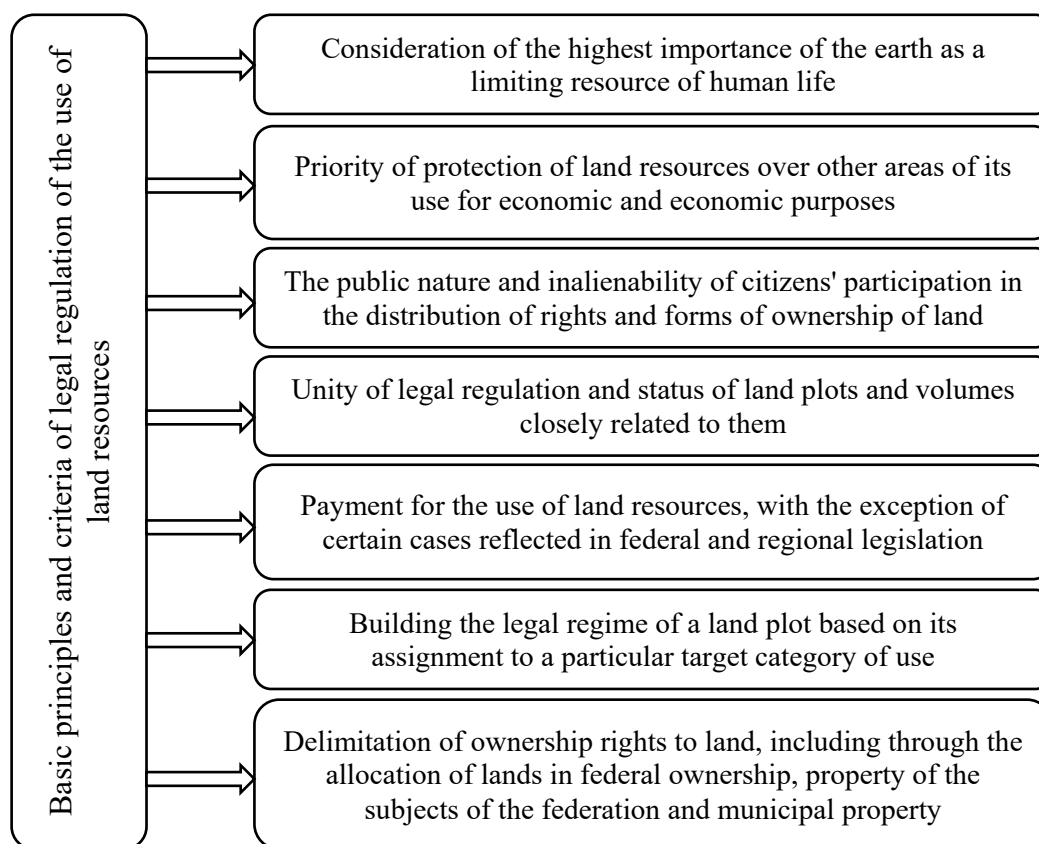 Basic principles and criteria of legal regulation of the use of
land resources
Consideration of the highest importance of the earth as a
limiting resource of human life
Priority of protection of land resources over other areas of its
use for economic and economic purposes
The public nature and inalienability of citizens' participation in
the distribution of rights and forms of ownership of land
Unity of legal regulation and status of land plots and volumes
closely related to them
Payment for the use of land resources, with the exception of
certain cases reflected in federal and regional legislation
Building the legal regime of a land plot based on its
assignment to a particular target category of use
Delimitation of ownership rights to land, including through the
allocation of lands in federal ownership, property of the
subjects of the federation and municipal property